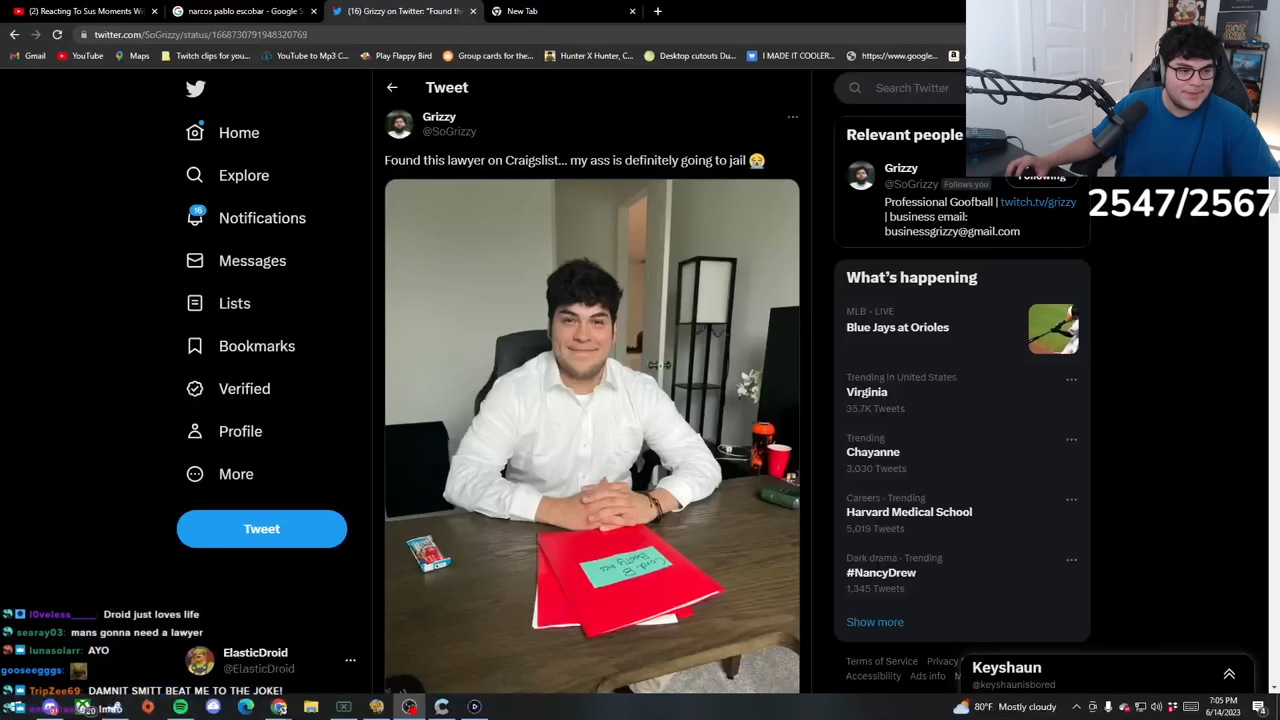 (2) Reacting To Sus Moments Wi
narcos pablo escobar - Google S
(16) Grizzy on Twitter: "Found th
New Tab
twitter.com/SoGrizzy/status/1668730791948320769
Gmail
YouTube
Maps
Twitch clips for yout...
YouTube to Mp3 C...
Play Flappy Bird
Group cards for the...
Hunter X Hunter, C...
Desktop cutouts Du...
I MADE IT COOLER...
https://www.google...
Tweet
Search Twitter
Home
Explore
16
Notifications
Messages
Lists
Bookmarks
Verified
Profile
More
Tweet
Grizzy
@SoGrizzy
Found this lawyer on Craigslist... my ass is definitely going to jail 😭
Relevant people
Grizzy
@SoGrizzy Follows you
Following
Professional Goofball | twitch.tv/grizzy
| business email:
businessgrizzy@gmail.com
2547/2567
What's happening
MLB · LIVE
Blue Jays at Orioles
Trending in United States
Virginia
35.7K Tweets
Trending
Chayanne
3,030 Tweets
Careers · Trending
Harvard Medical School
5,019 Tweets
Dark drama · Trending
#NancyDrew
1,345 Tweets
Show more
Terms of Service Privacy
Accessibility Ads info
Keyshaun
@keyshaunisbored
l0veless_____: Droid just loves life
searay03: mans gonna need a lawyer
lunasolarr: AYO
gooseegggs:
TripZee69: DAMNIT SMITT BEAT ME TO THE JOKE!
lmfao
ElasticDroid
@ElasticDroid
80°F Mostly cloudy
7:05 PM
6/14/2023